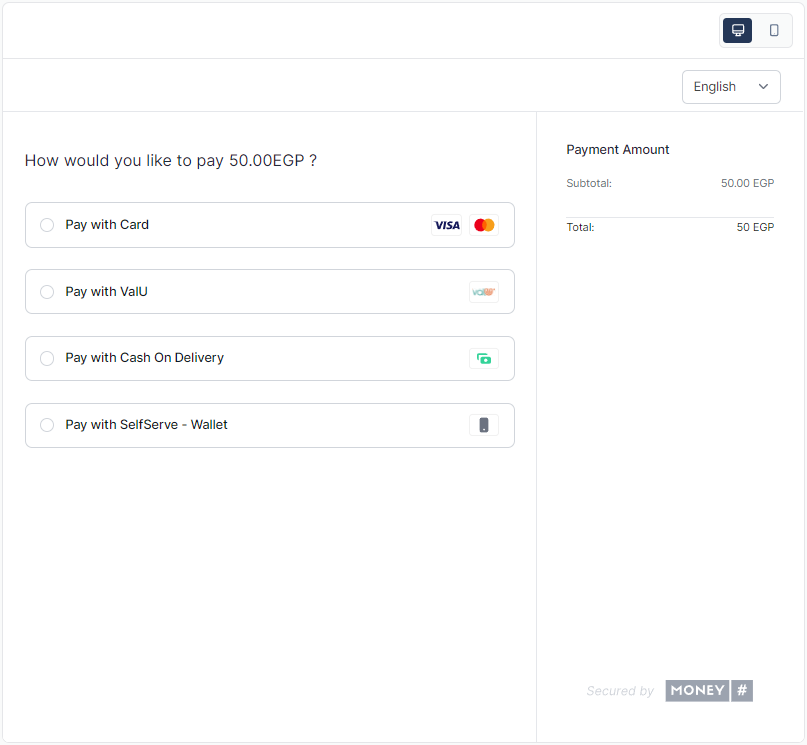 English
How would you like to pay 50.00EGP ?
Pay with Card
VISA
Pay with ValU
Pay with Cash On Delivery
Pay with SelfServe - Wallet
Payment Amount
Subtotal: 50.00 EGP
Total: 50 EGP
Secured by MONEY #